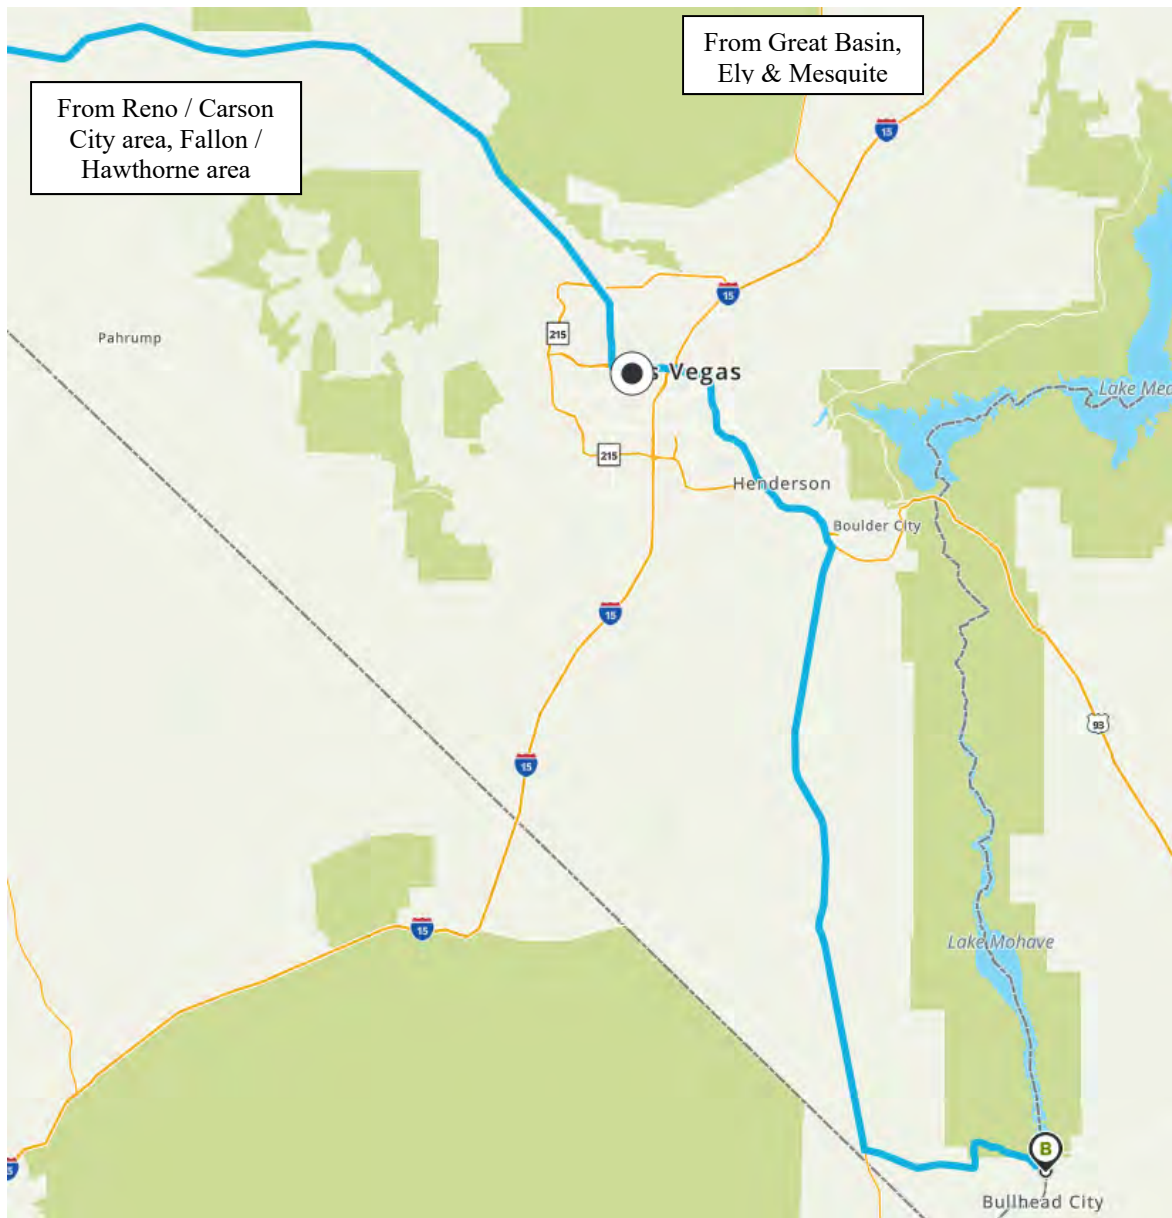 From Great Basin,
Ely & Mesquite
From Reno / Carson
City area, Fallon /
Hawthorne area
15
15
215
Pahrump
s Vegas
Lake Mea
215
Henderson
Boulder City
15
93
15
15
Lake Mohave
B
Bullhead City